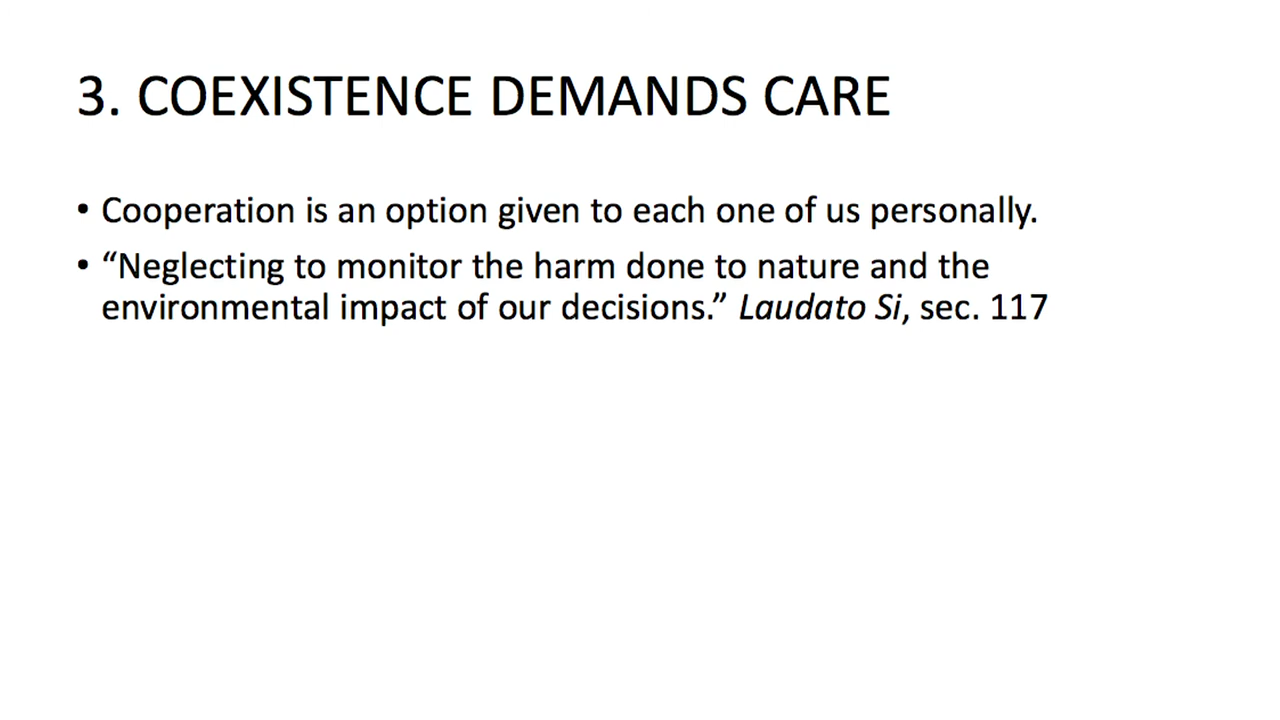 3. COEXISTENCE DEMANDS CARE
• Cooperation is an option given to each one of us personally.
• “Neglecting to monitor the harm done to nature and the
environmental impact of our decisions.” Laudato Si, sec. 117